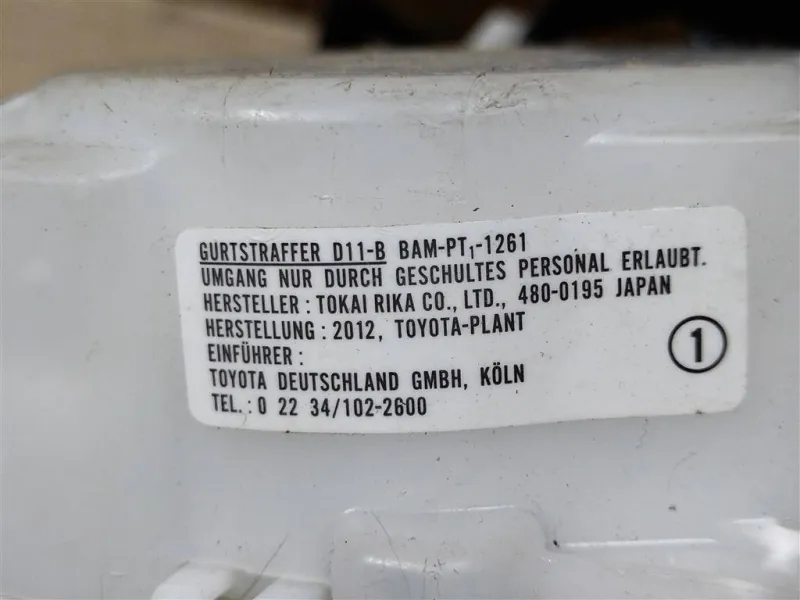 GURTSTRAFFER D11-B BAM-PT₁-1261
UMGANG NUR DURCH GESCHULTES PERSONAL ERLAUBT.
HERSTELLER : TOKAI RIKA CO., LTD., 480-0195 JAPAN
HERSTELLUNG : 2012, TOYOTA-PLANT
EINFÜHRER :
TOYOTA DEUTSCHLAND GMBH, KÖLN
TEL. : 0 22 34/102-2600
1